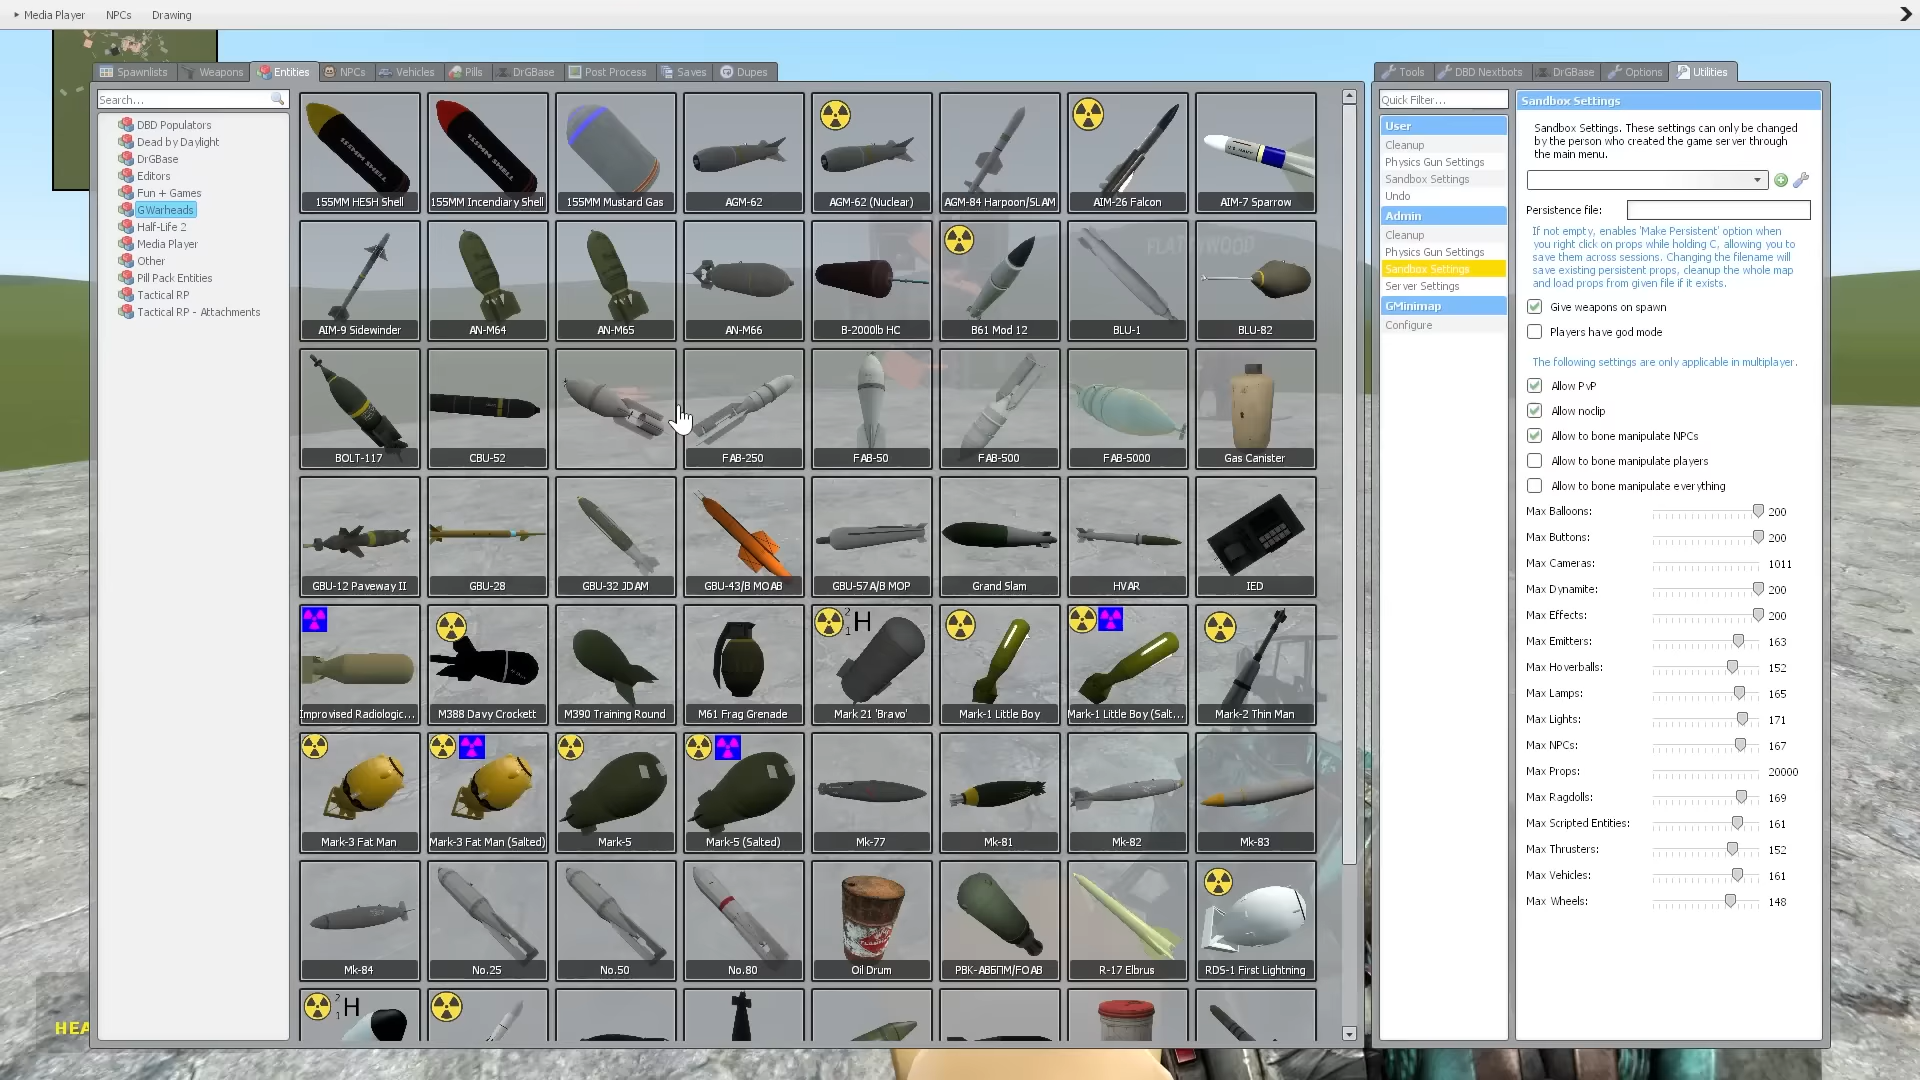 Media Player NPCs Drawing
Spawnlists Weapons Entities NPCs Vehicles Pills DrGBase Post Process Saves Dupes
Search...
DBD Populators
Dead by Daylight
DrGBase
Editors
Fun + Games
GWarheads
Half-Life 2
Media Player
Other
Pill Pack Entities
Tactical RP
Tactical RP - Attachments
155MM HESH Shell 155MM Incendiary Shell 155MM Mustard Gas AGM-62 AGM-62 (Nuclear) AGM-84 Harpoon/SLAM AIM-26 Falcon AIM-7 Sparrow
AIM-9 Sidewinder AN-M64 AN-M65 AN-M66 B-2000lb HC B61 Mod 12 BLU-1 BLU-82
BOLT-117 CBU-52 FAB-250 FAB-50 FAB-500 FAB-5000 Gas Canister
GBU-12 Paveway II GBU-28 GBU-32 JDAM GBU-43/B MOAB GBU-57A/B MOP Grand Slam HVAR IED
2
1 H
Improvised Radiologic... M388 Davy Crockett M390 Training Round M61 Frag Grenade Mark 21 'Bravo' Mark-1 Little Boy Mark-1 Little Boy (Salt... Mark-2 Thin Man
Mark-3 Fat Man Mark-3 Fat Man (Salted) Mark-5 Mark-5 (Salted) Mk-77 Mk-81 Mk-82 Mk-83
Mk-84 No.25 No.50 No.80 Oil Drum РВК-АВБПМ/FOAB R-17 Elbrus RDS-1 First Lightning
2
1 H
HEA
Tools DBD Nextbots DrGBase Options Utilities
Quick Filter...
User
Cleanup
Physics Gun Settings
Sandbox Settings
Undo
Admin
Cleanup
Physics Gun Settings
Sandbox Settings
Server Settings
GMinimap
Configure
Sandbox Settings
Sandbox Settings. These settings can only be changed
by the person who created the game server through
the main menu.
Persistence file:
If not empty, enables 'Make Persistent' option when
you right click on props while holding C, allowing you to
save them across sessions. Changing the filename will
save existing persistent props, cleanup the whole map
and load props from given file if it exists.
Give weapons on spawn
Players have god mode
The following settings are only applicable in multiplayer.
Allow PvP
Allow noclip
Allow to bone manipulate NPCs
Allow to bone manipulate players
Allow to bone manipulate everything
Max Balloons: 200
Max Buttons: 200
Max Cameras: 1011
Max Dynamite: 200
Max Effects: 200
Max Emitters: 163
Max Hoverballs: 152
Max Lamps: 165
Max Lights: 171
Max NPCs: 167
Max Props: 20000
Max Ragdolls: 169
Max Scripted Entities: 161
Max Thrusters: 152
Max Vehicles: 161
Max Wheels: 148